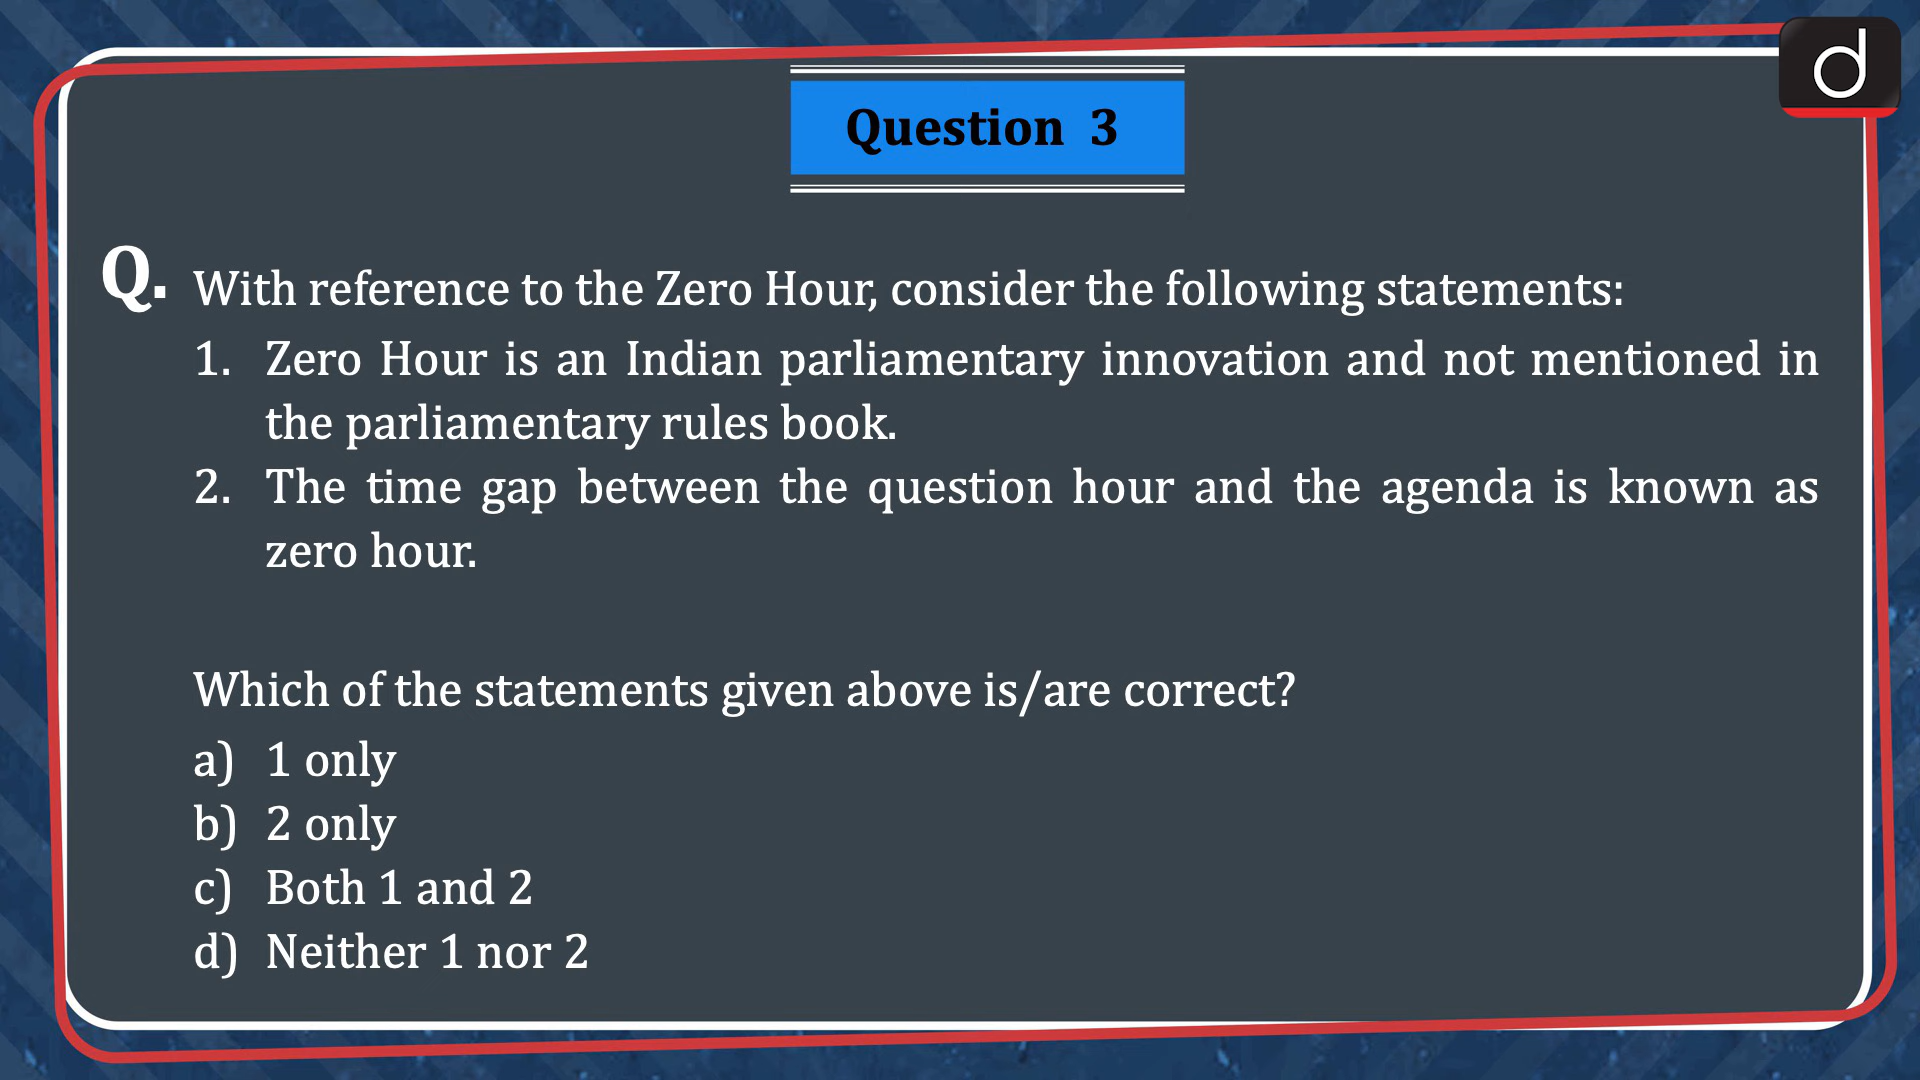 d
Question 3
Q. With reference to the Zero Hour, consider the following statements:
1. Zero Hour is an Indian parliamentary innovation and not mentioned in
the parliamentary rules book.
2. The time gap between the question hour and the agenda is known as
zero hour.
Which of the statements given above is/are correct?
a) 1 only
b) 2 only
c) Both 1 and 2
d) Neither 1 nor 2